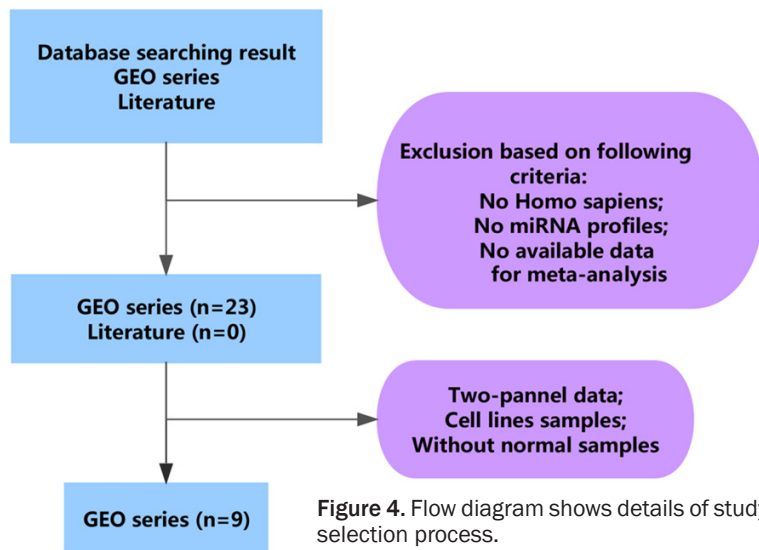 Database searching result
GEO series
Literature
Exclusion based on following
criteria:
No Homo sapiens;
No miRNA profiles;
No available data
for meta-analysis
GEO series (n=23)
Literature (n=0)
Two-pannel data;
Cell lines samples;
Without normal samples
GEO series (n=9)
Figure 4. Flow diagram shows details of study
selection process.